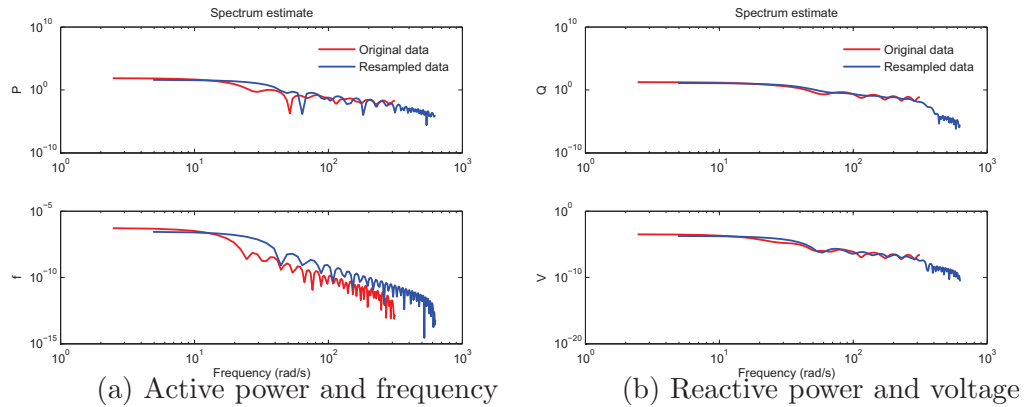 Spectrum estimate
10^10
10^0
10^-10
P
Original data
Resampled data
10^0 10^1 10^2 10^3
10^-5
10^-10
10^-15
f
10^0 10^1 10^2 10^3
Frequency (rad/s)
(a) Active power and frequency
Spectrum estimate
10^10
10^0
10^-10
Q
Original data
Resampled data
10^0 10^1 10^2 10^3
10^0
10^-10
10^-20
V
10^0 10^1 10^2 10^3
Frequency (rad/s)
(b) Reactive power and voltage